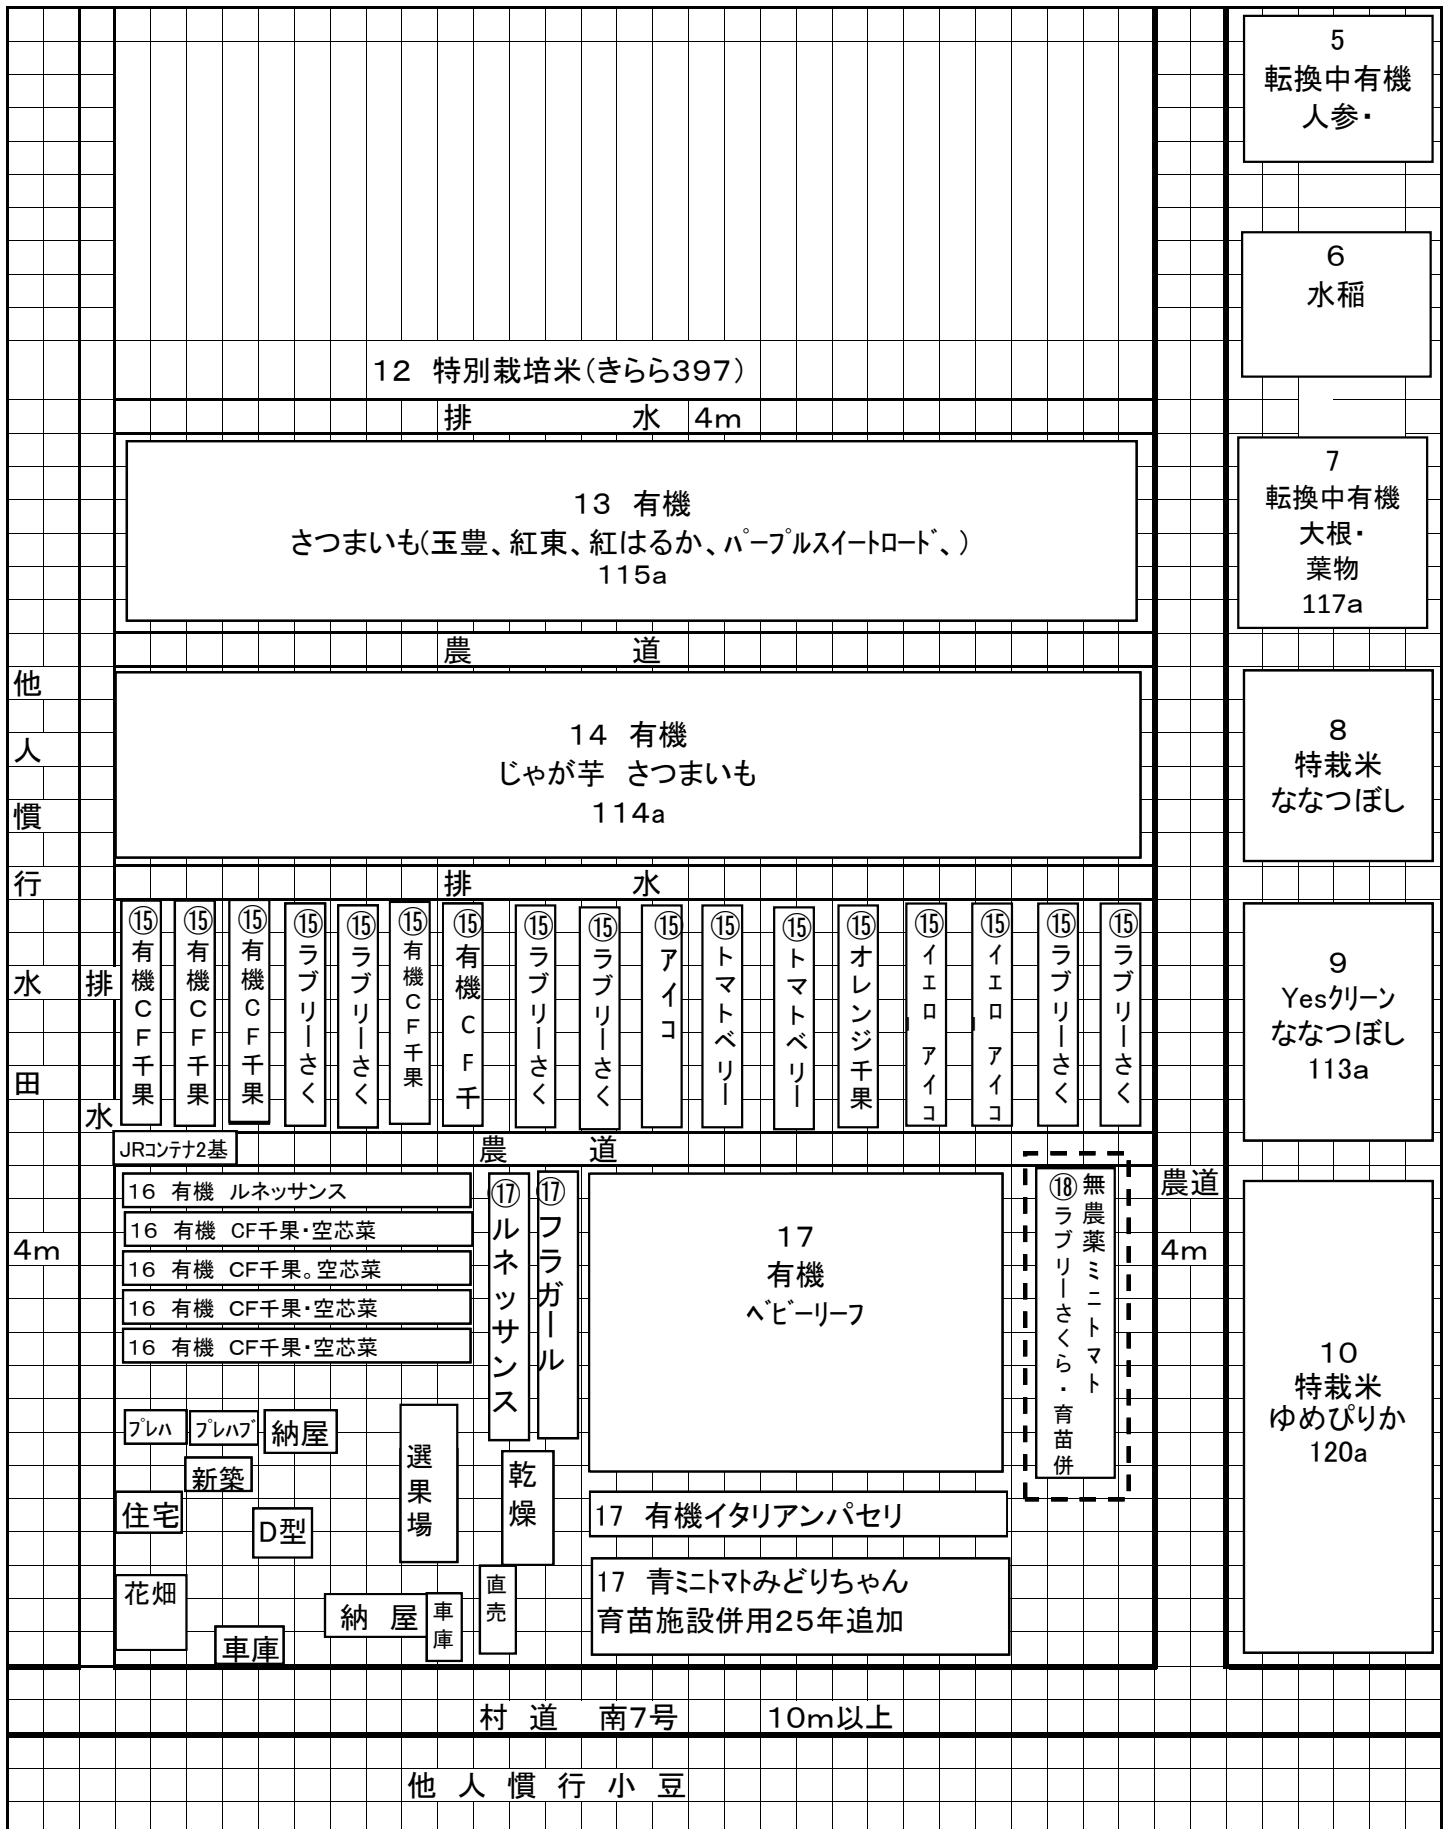 5
転換中有機
人参・
6
水稲
12 特別栽培米(きらら397)
排 水 4m
13 有機
さつまいも(玉豊、紅東、紅はるか、ﾊﾟｰﾌﾟﾙｽｲｰﾄﾛｰﾄﾞ、)
115a
7
転換中有機
大根・
葉物
117a
農 道
14 有機
じゃが芋 さつまいも
114a
8
特栽米
ななつぼし
排 水
他人慣行水田
4m
排水
⑮有機CF千果
⑮有機CF千果
⑮有機CF千果
⑮ラブリーさく
⑮ラブリーさく
⑮有機CF千果
⑮有機CF千
⑮ラブリーさく
⑮ラブリーさく
⑮アイコ
⑮トマトベリー
⑮トマトベリー
⑮オレンジ千果
⑮イエロー アイコ
⑮イエロー アイコ
⑮ラブリーさく
⑮ラブリーさく
9
Yesｸﾘｰﾝ
ななつぼし
113a
JRｺﾝﾃﾅ2基
農 道
16 有機 ルネッサンス
16 有機 CF千果・空芯菜
16 有機 CF千果。空芯菜
16 有機 CF千果・空芯菜
16 有機 CF千果・空芯菜
⑰ルネッサンス
⑰フラガール
17
有機
ﾍﾞﾋﾞｰﾘｰﾌ
無農薬ミニトマト
⑱ラブリーさくら・育苗併
農道
4m
10
特栽米
ゆめぴりか
120a
ﾌﾟﾚﾊ
ﾌﾟﾚﾊﾌﾞ
納屋
新築
住宅
D型
選果場
乾燥
17 有機イタリアンパセリ
花畑
車庫
納 屋
車庫
直売
17 青ﾐﾆﾄﾏﾄみどりちゃん
育苗施設併用25年追加
村 道 南7号 10m以上
他 人 慣 行 小 豆